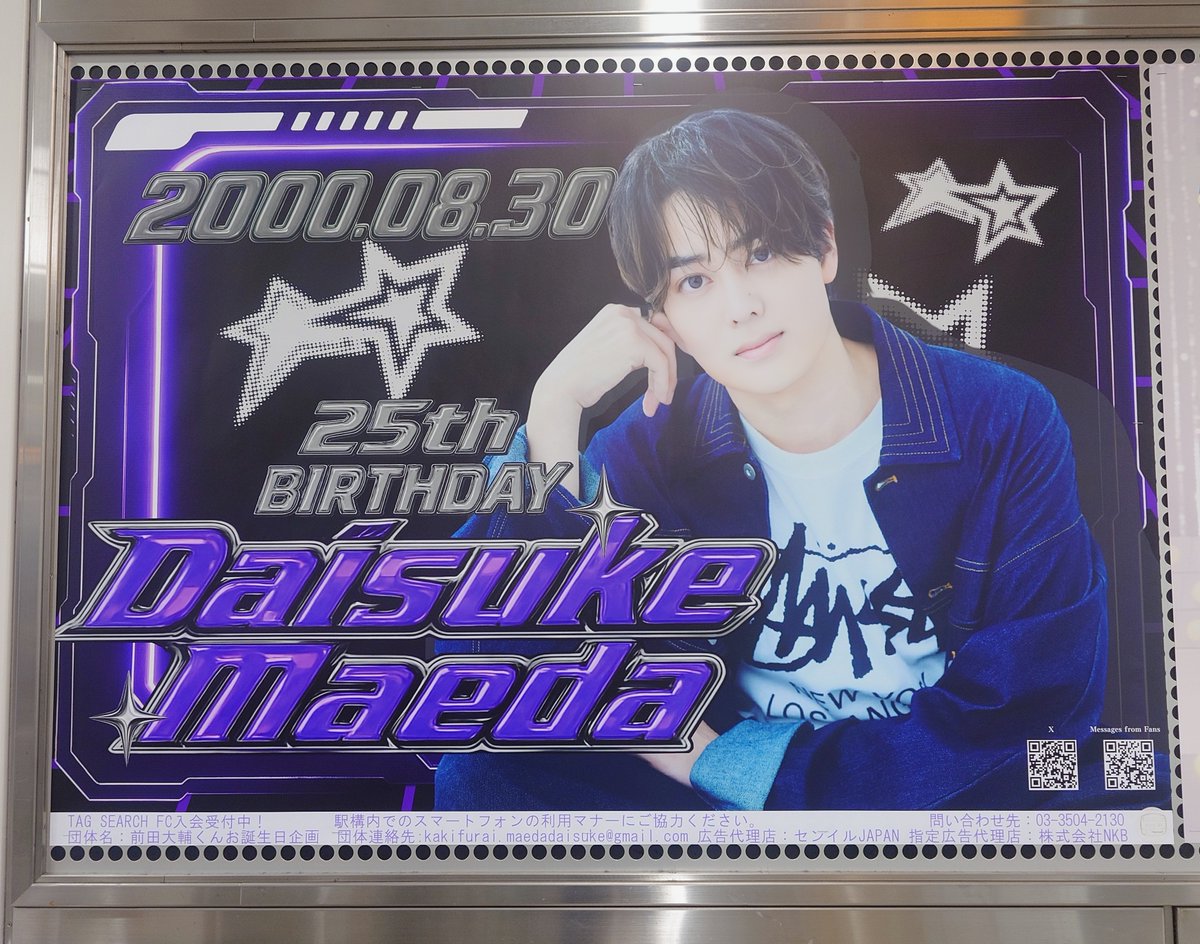 2000.08.30
25th
BIRTHDAY
Daisuke
Maeda
NEW YO
LOS ANG
X
Messages from Fans
TAG SEARCH FC入会受付中！ 駅構内でのスマートフォンの利用マナーにご協力ください。 問い合わせ先：03-3504-2130
団体名：前田大輔くんお誕生日企画 団体連絡先:kakifurai.maedadaisuke@gmail.com 広告代理店：センイルJAPAN 指定広告代理店：株式会社NKB